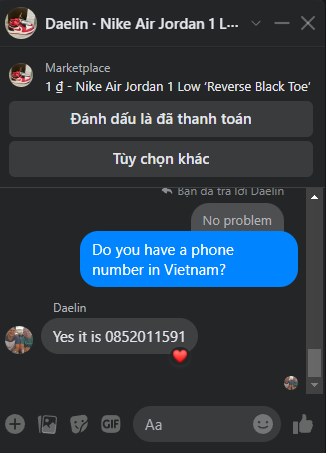 Daelin · Nike Air Jordan 1 L...
Marketplace
1 ₫ - Nike Air Jordan 1 Low ‘Reverse Black Toe’
Đánh dấu là đã thanh toán
Tùy chọn khác
Bạn đã trả lời Daelin
No problem
Do you have a phone
number in Vietnam?
Daelin
Yes it is 0852011591
GIF
Aa